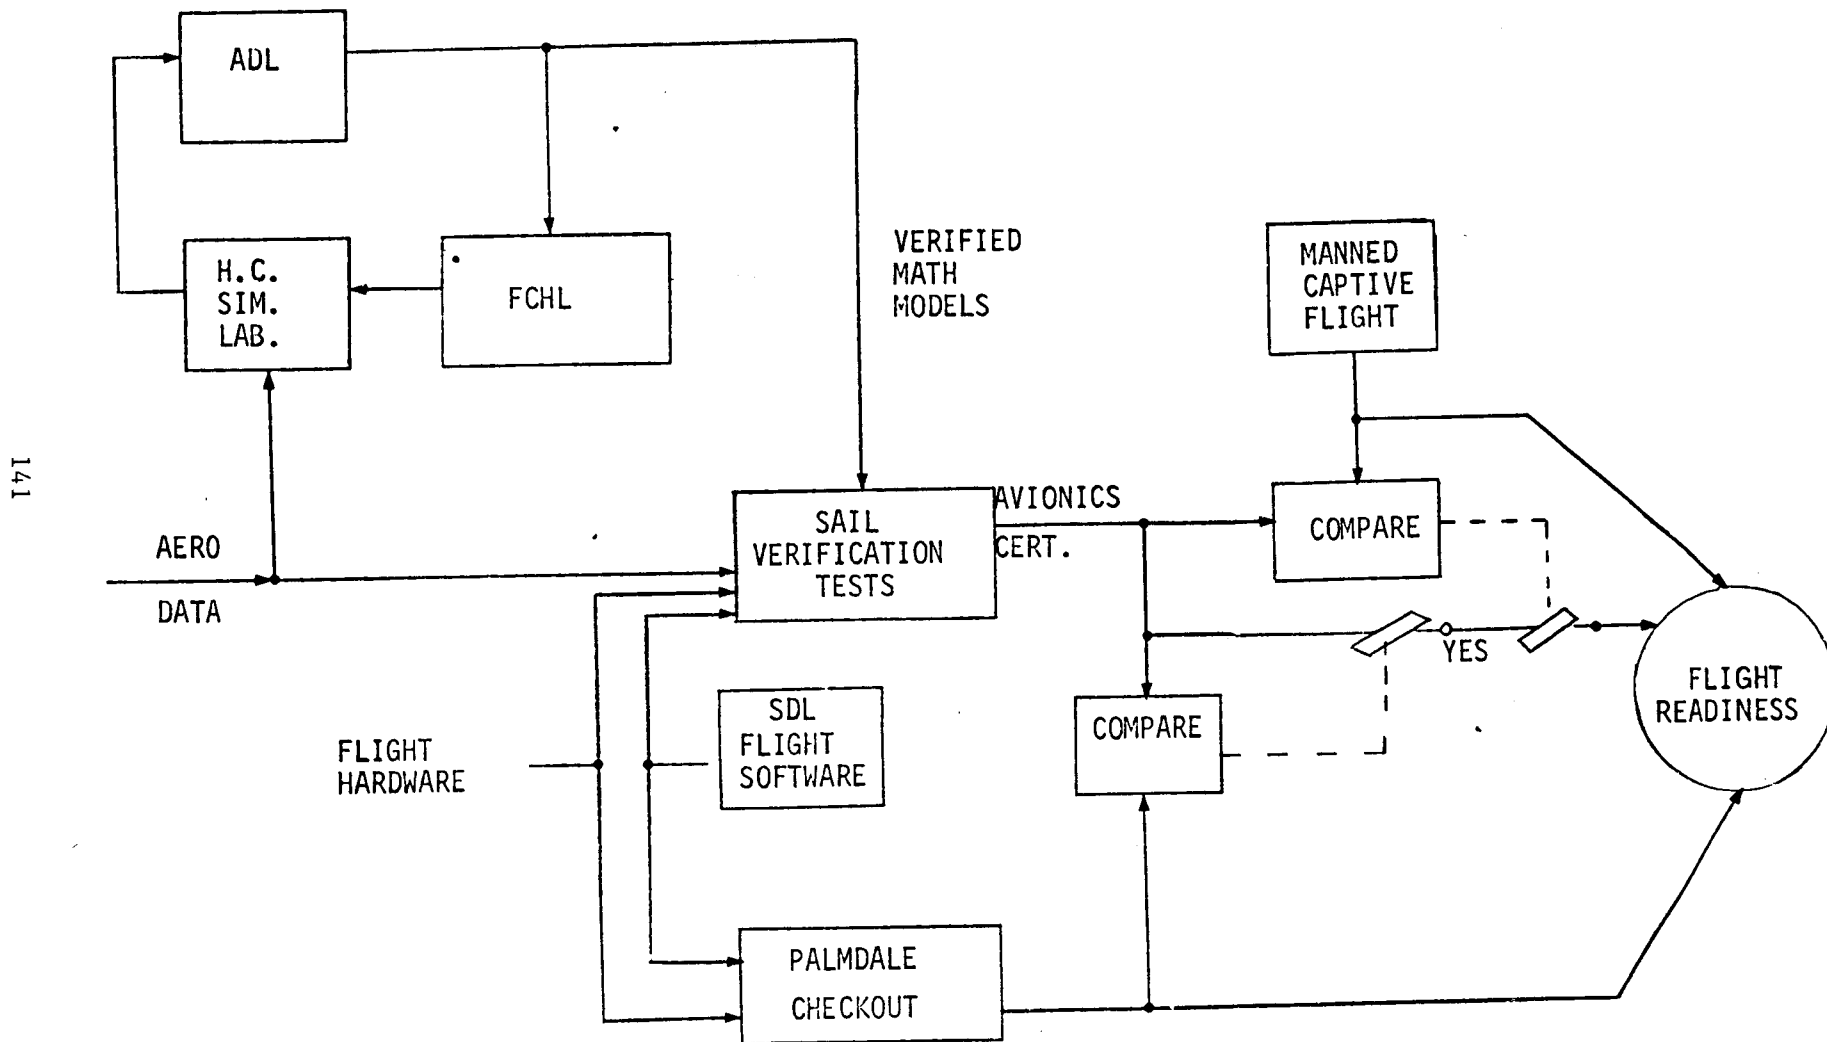 ADL
H.C.
SIM.
LAB.
FCHL
VERIFIED
MATH
MODELS
MANNED
CAPTIVE
FLIGHT
141
AERO
DATA
SAIL
VERIFICATION
TESTS
AVIONICS
CERT.
COMPARE
YES
FLIGHT
READINESS
FLIGHT
HARDWARE
SDL
FLIGHT
SOFTWARE
COMPARE
PALMDALE
CHECKOUT